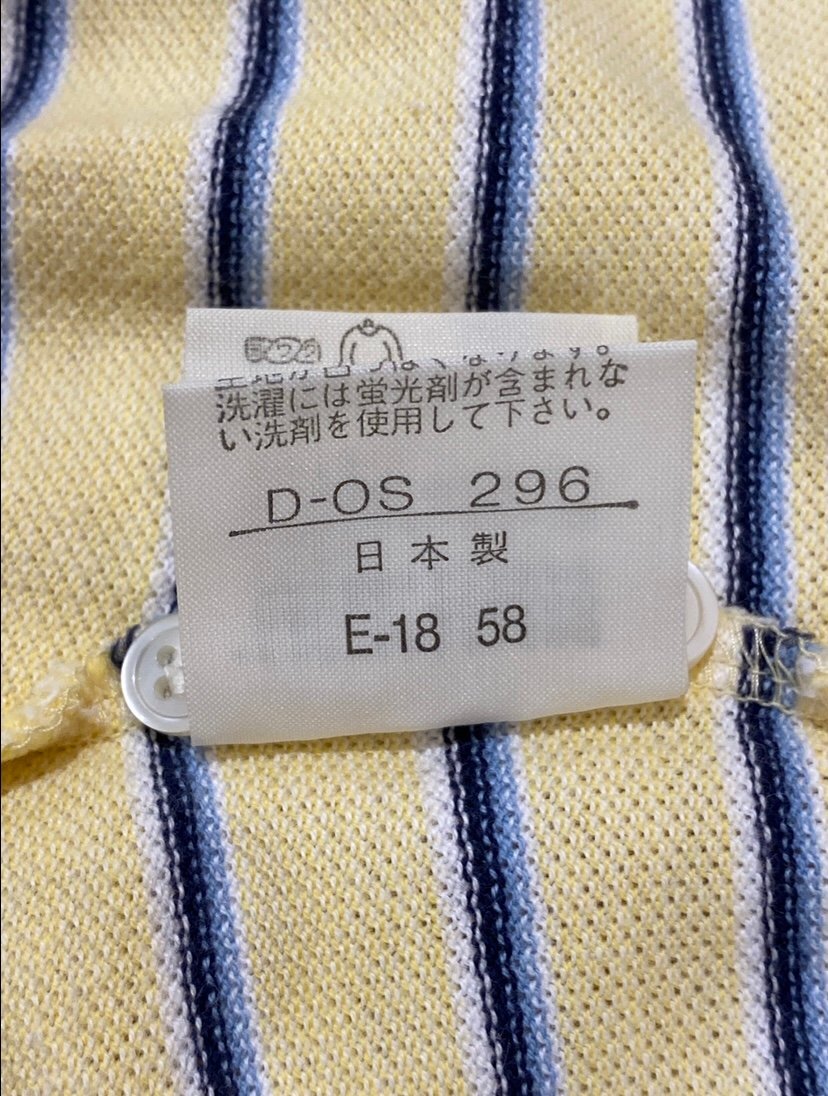 洗濯には蛍光剤が含まれな
い洗剤を使用して下さい。
D-OS 296
日本製
E-18 58